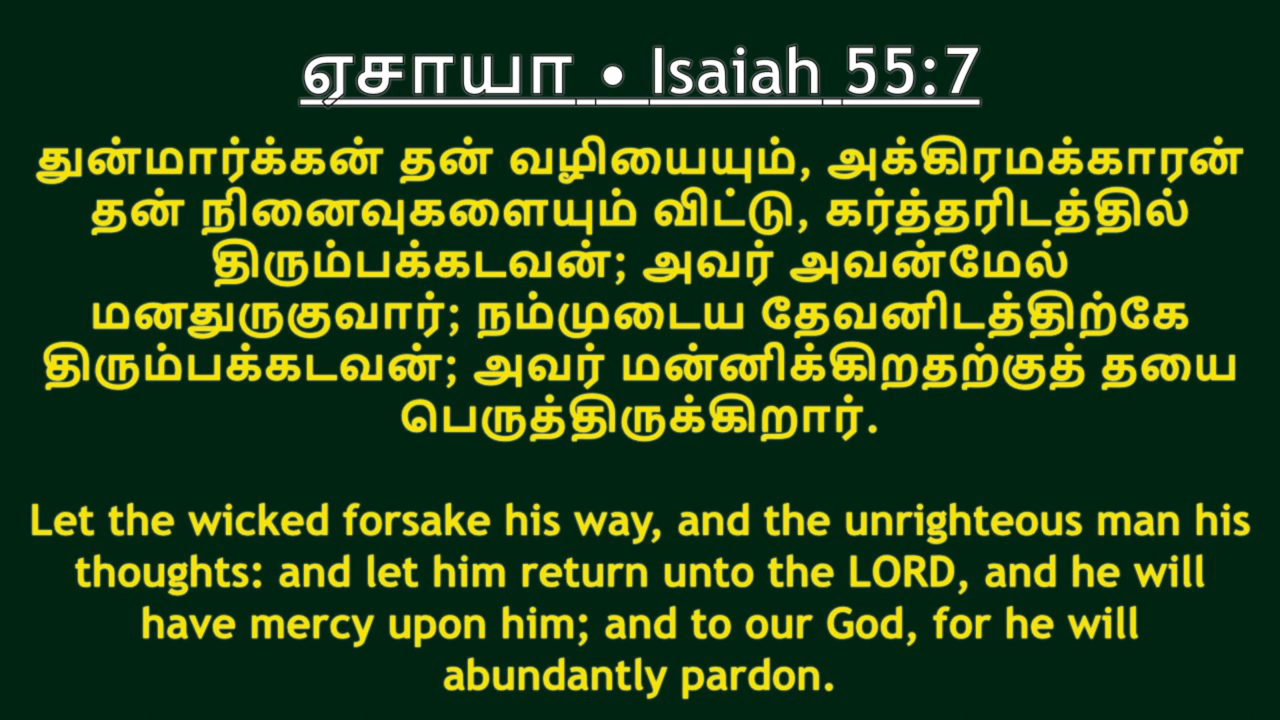 ஏசாயா • Isaiah 55:7
துன்மார்க்கன் தன் வழியையும், அக்கிரமக்காரன்
தன் நினைவுகளையும் விட்டு, கர்த்தரிடத்தில்
திரும்பக்கடவன்; அவர் அவன்மேல்
மனதுருகுவார்; நம்முடைய தேவனிடத்திற்கே
திரும்பக்கடவன்; அவர் மன்னிக்கிறதற்குத் தயை
பெருத்திருக்கிறார்.
Let the wicked forsake his way, and the unrighteous man his
thoughts: and let him return unto the LORD, and he will
have mercy upon him; and to our God, for he will
abundantly pardon.